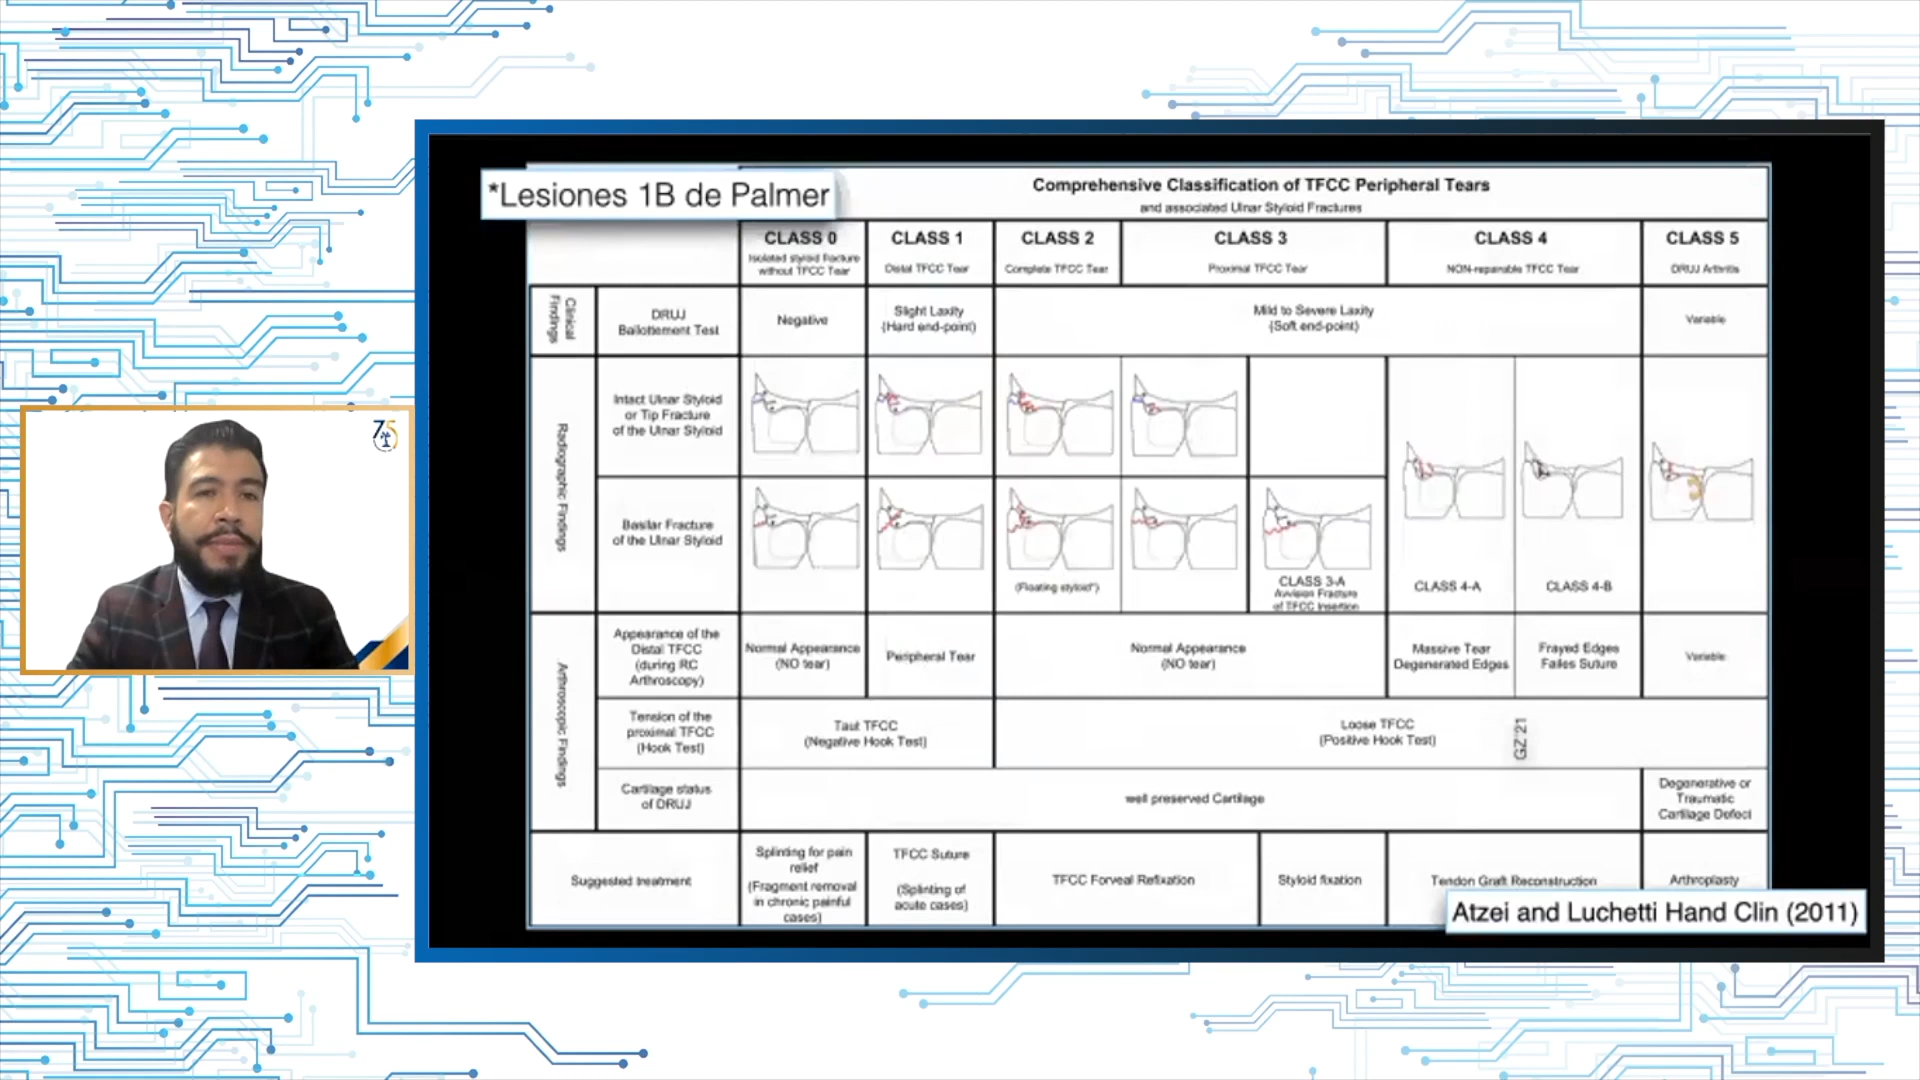 *Lesiones 1B de Palmer
Comprehensive Classification of TFCC Peripheral Tears
and associated Ulnar Styloid Fractures
CLASS 0
Isolated styloid fracture
without TFCC Tear
CLASS 1
Distal TFCC Tear
CLASS 2
Complete TFCC Tear
CLASS 3
Proximal TFCC Tear
CLASS 4
NON-repairable TFCC Tear
CLASS 5
DRUJ Arthritis
Clinical
Findings
DRUJ
Ballottement Test
Negative
Slight Laxity
(Hard end-point)
Mild to Severe Laxity
(Soft end-point)
Variable
Radiographic Findings
Intact Ulnar Styloid
or Tip Fracture
of the Ulnar Styloid
Basilar Fracture
of the Ulnar Styloid
(Floating styloid*)
CLASS 3-A
Avulsion Fracture
of TFCC Insertion
CLASS 4-A
CLASS 4-B
Arthroscopic Findings
Appearance of the
Distal TFCC
(during RC
Arthroscopy)
Normal Appearance
(NO tear)
Peripheral Tear
Normal Appearance
(NO tear)
Massive Tear
Degenerated Edges
Frayed Edges
Failes Suture
Variable
Tension of the
proximal TFCC
(Hook Test)
Taut TFCC
(Negative Hook Test)
Loose TFCC
(Positive Hook Test)
GZ'21
Cartilage status
of DRUJ
well preserved Cartilage
Degenerative or
Traumatic
Cartilage Defect
Suggested treatment
Splinting for pain
relief
(Fragment removal
in chronic painful
cases)
TFCC Suture
(Splinting of
acute cases)
TFCC Forveal Refixation
Styloid fixation
Tendon Graft Reconstruction
Arthroplasty
Atzei and Luchetti Hand Clin (2011)
75